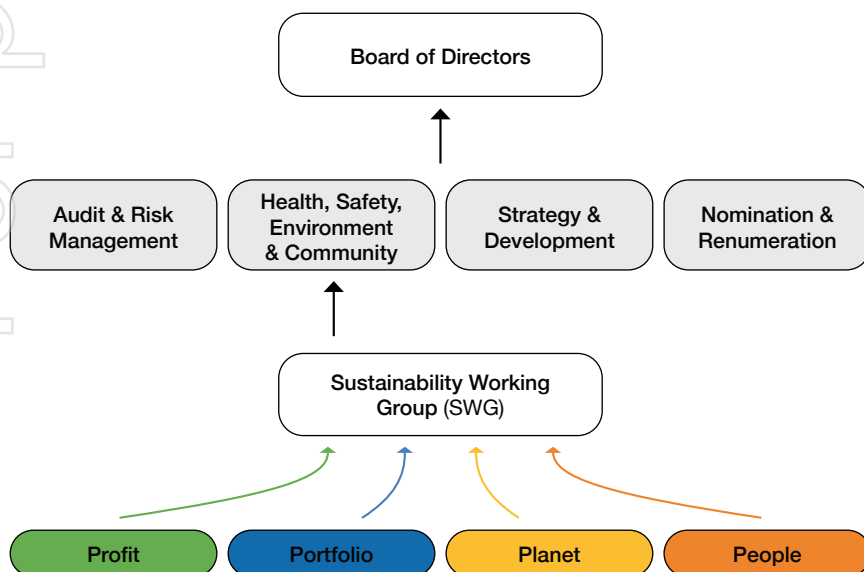 Board of Directors
Audit & Risk
Management
Health, Safety,
Environment
& Community
Strategy &
Development
Nomination &
Renumeration
Sustainability Working
Group (SWG)
Profit
Portfolio
Planet
People